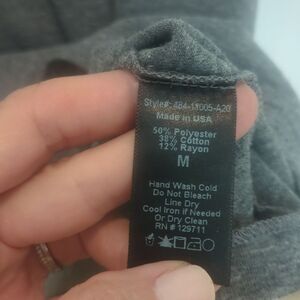 Style#: 484-11005-A20
Made in USA
50% Polyester
38% Cotton
12% Rayon
M
Hand Wash Cold
Do Not Bleach
Line Dry
Cool Iron if Needed
Or Dry Clean
RN # 129711